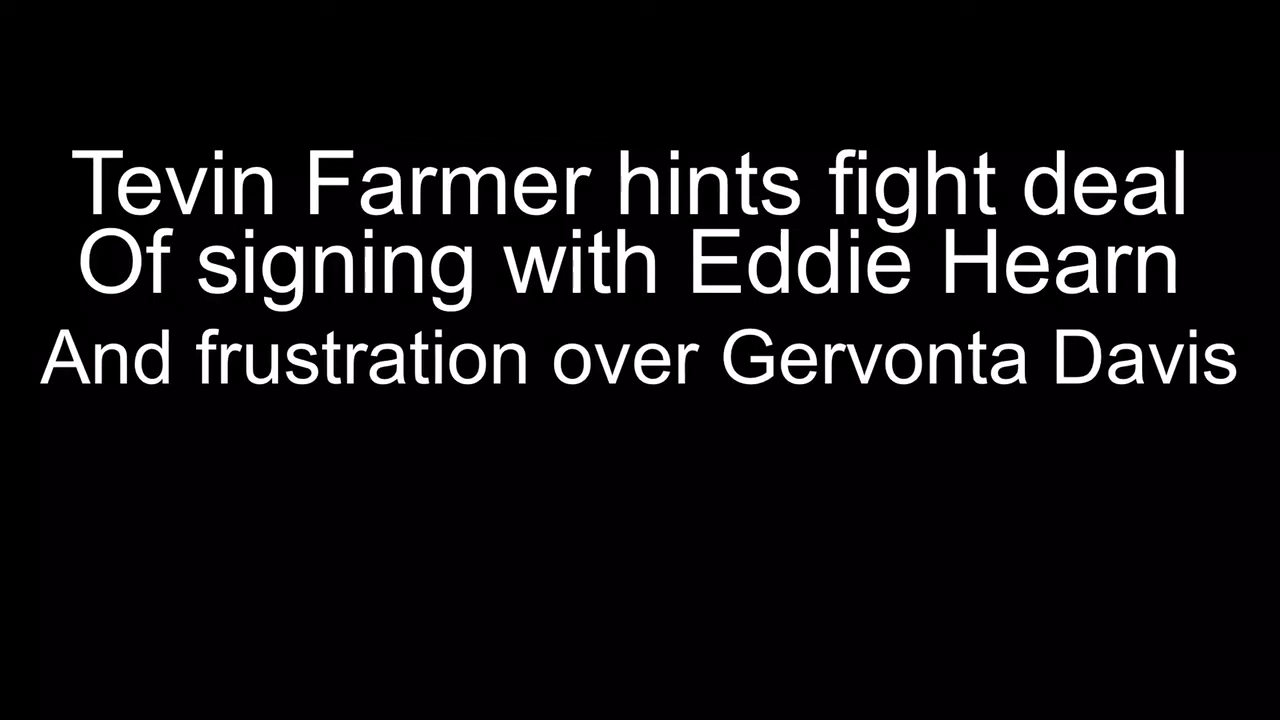 Tevin Farmer hints fight deal
Of signing with Eddie Hearn
And frustration over Gervonta Davis